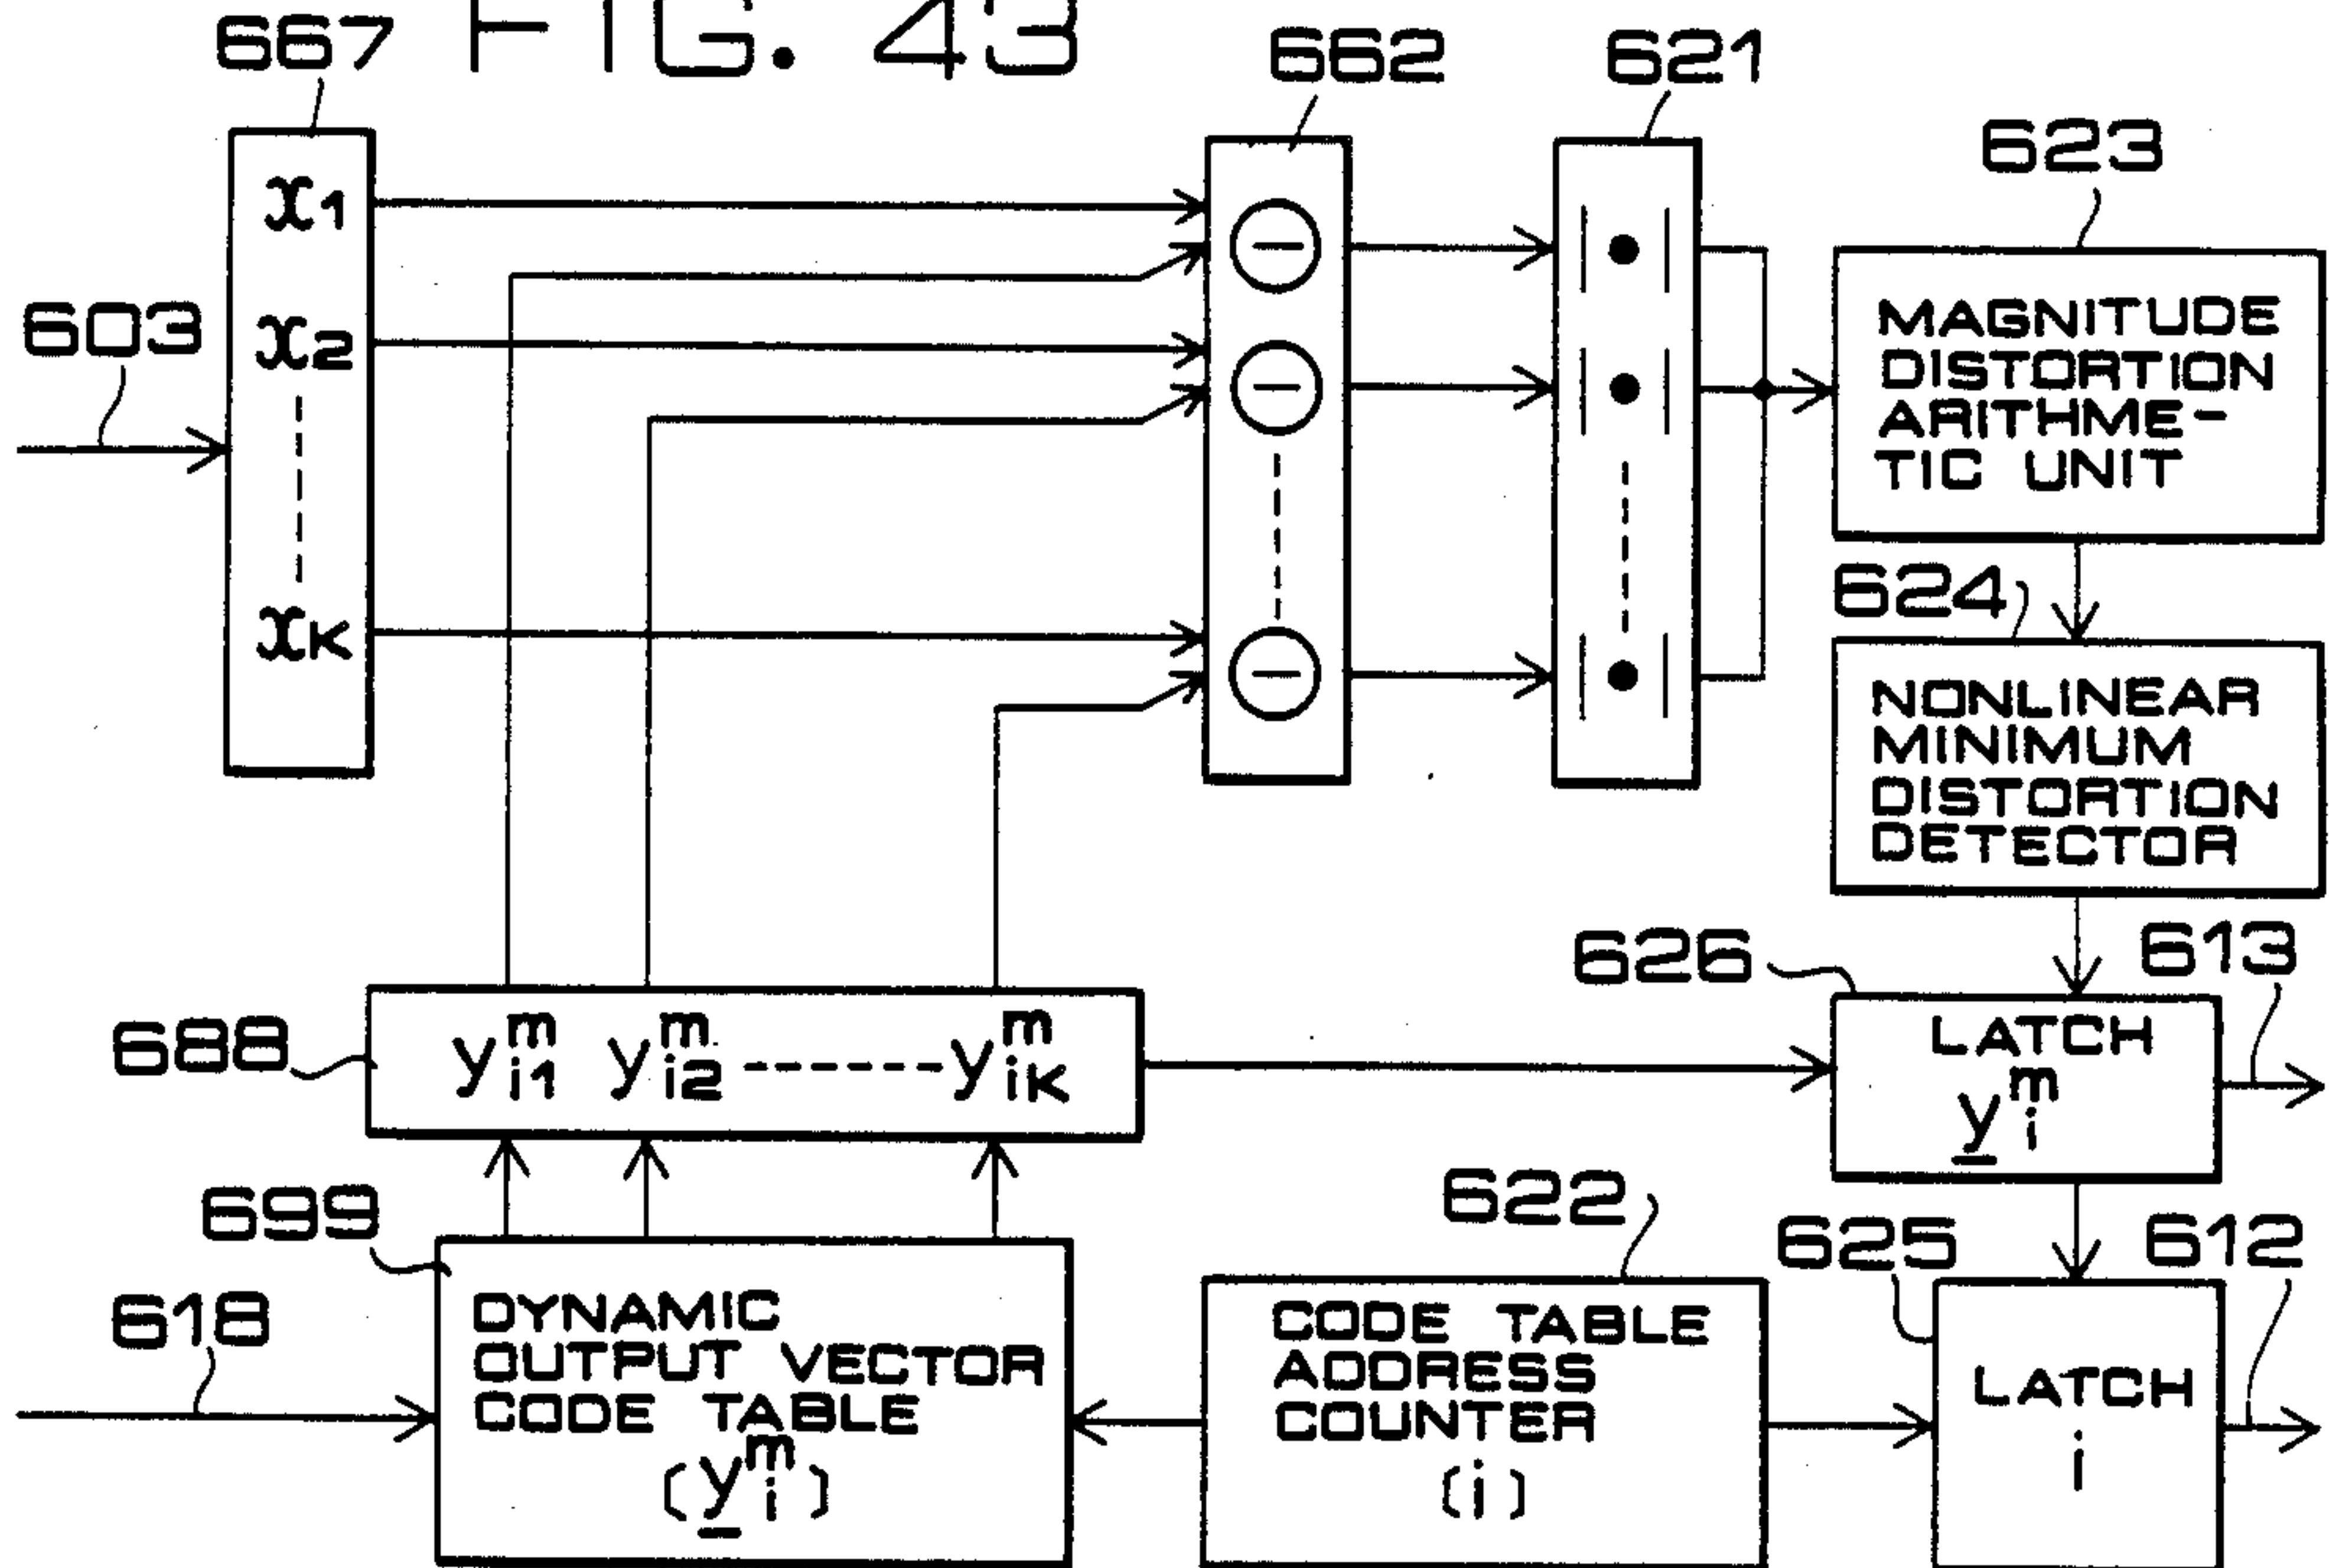 FIG. 43
667
662
621
623
603
x1
x2
xK
| • |
| • |
| • |
MAGNITUDE
DISTORTION
ARITHME-
TIC UNIT
624
NONLINEAR
MINIMUM
DISTORTION
DETECTOR
626
613
688
y^m_i1 y^m_i2 ------ y^m_iK
LATCH
y^m_i
699
622
625
612
618
DYNAMIC
OUTPUT VECTOR
CODE TABLE
(y^m_i)
CODE TABLE
ADDRESS
COUNTER
(i)
LATCH
i